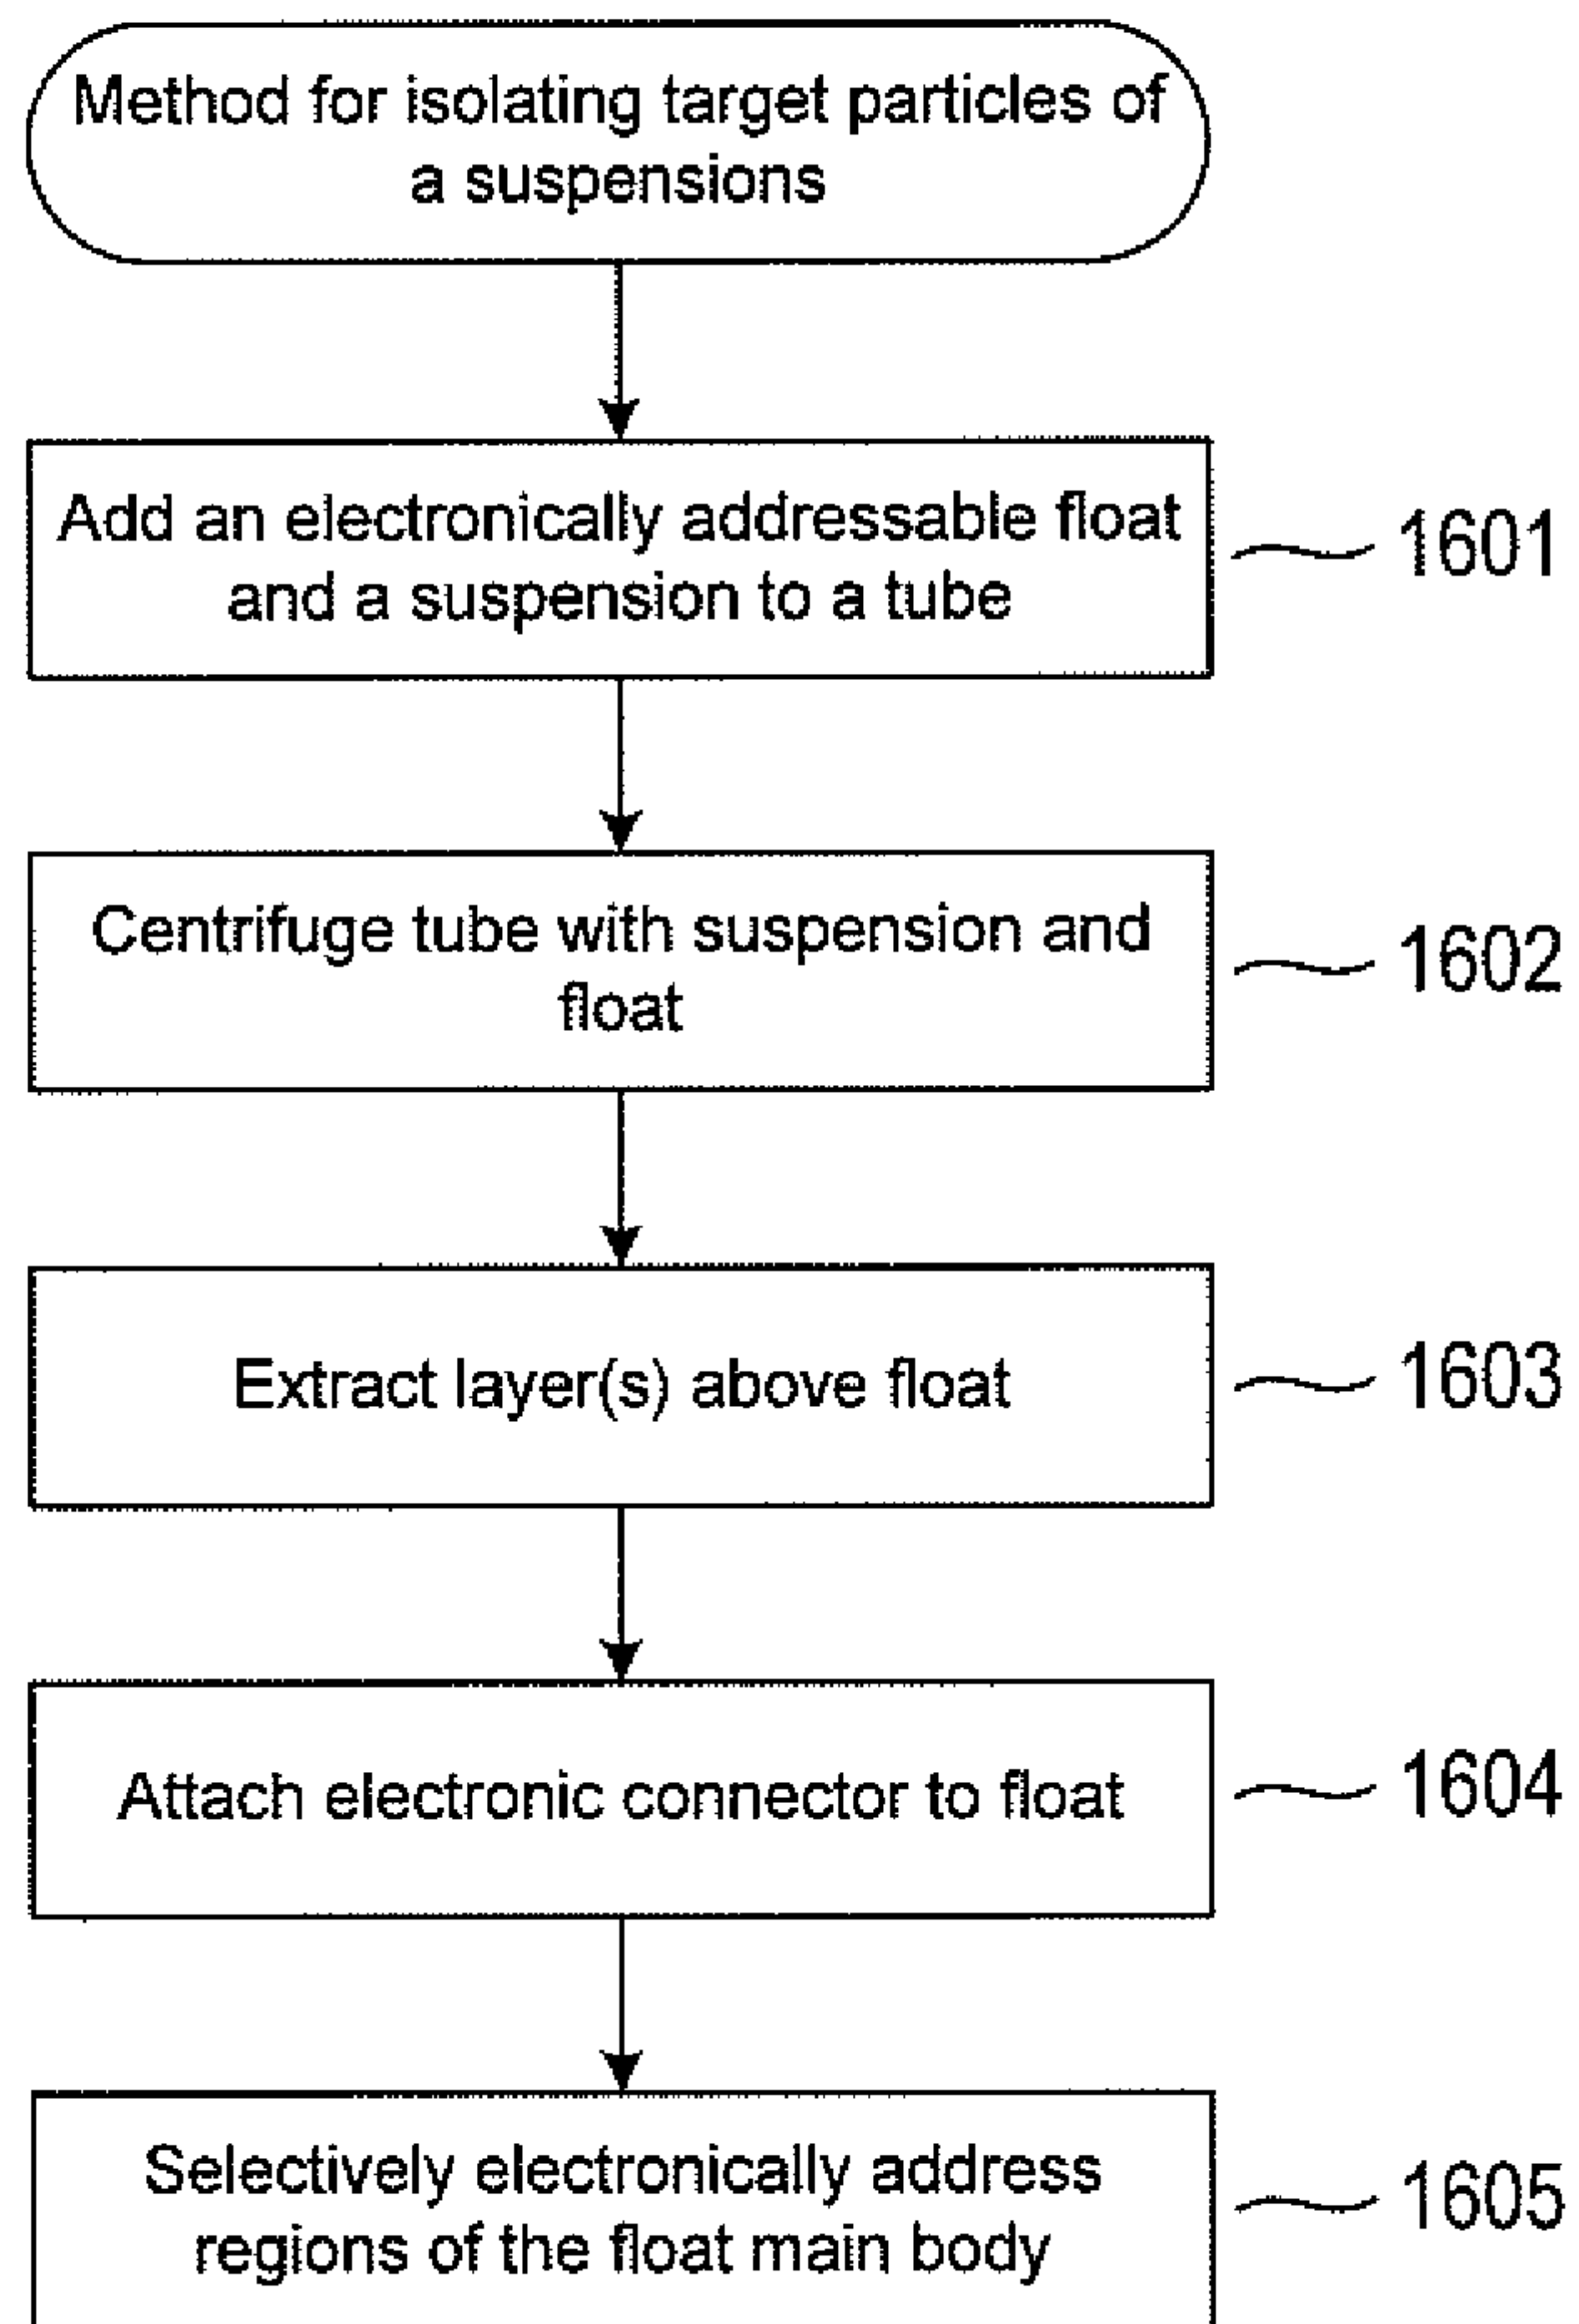 Method for isolating target particles of
a suspensions
Add an electronically addressable float
and a suspension to a tube
1601
Centrifuge tube with suspension and
float
1602
Extract layer(s) above float
1603
Attach electronic connector to float
1604
Selectively electronically address
regions of the float main body
1605